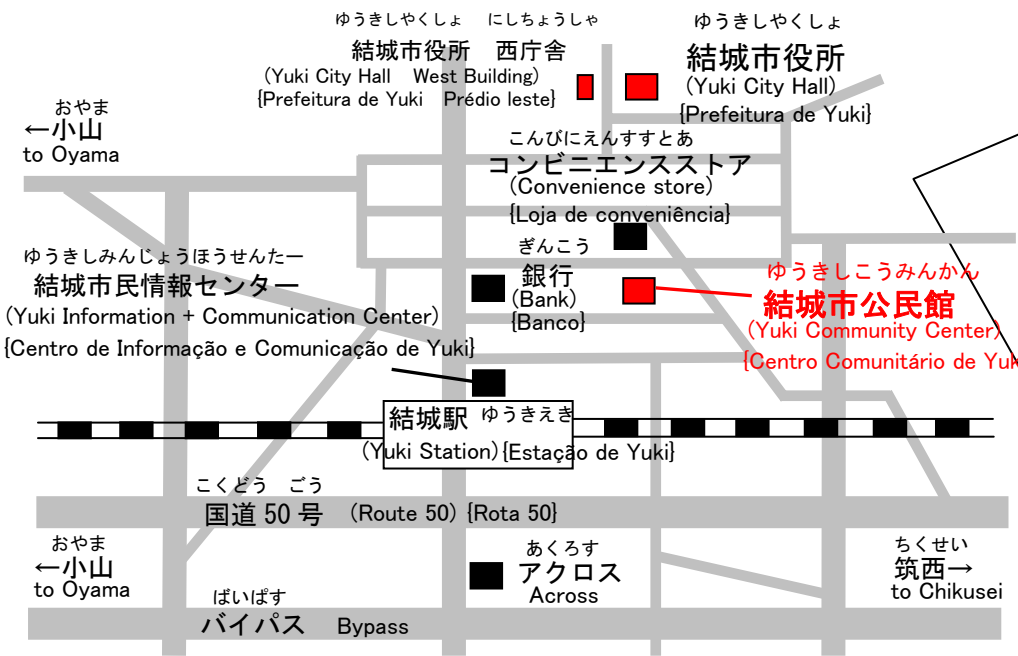 ゆうきしやくしょ　にしちょうしゃ
結城市役所　西庁舎
(Yuki City Hall　West Building)
{Prefeitura de Yuki　Prédio leste}
ゆうきしやくしょ
結城市役所
(Yuki City Hall)
{Prefeitura de Yuki}
おやま
←小山
to Oyama
こんびにえんすすとあ
コンビニエンスストア
(Convenience store)
{Loja de conveniência}
ゆうきしみんじょうほうせんたー
結城市民情報センター
(Yuki Information + Communication Center)
{Centro de Informação e Comunicação de Yuki}
ぎんこう
銀行
(Bank)
{Banco}
ゆうきしこうみんかん
結城市公民館
(Yuki Community Center)
{Centro Comunitário de Yuk
結城駅 ゆうきえき
(Yuki Station) {Estação de Yuki}
こくどう　ごう
国道 50 号　(Route 50) {Rota 50}
おやま
←小山
to Oyama
あくろす
アクロス
Across
ちくせい
筑西→
to Chikusei
ばいぱす
バイパス　Bypass